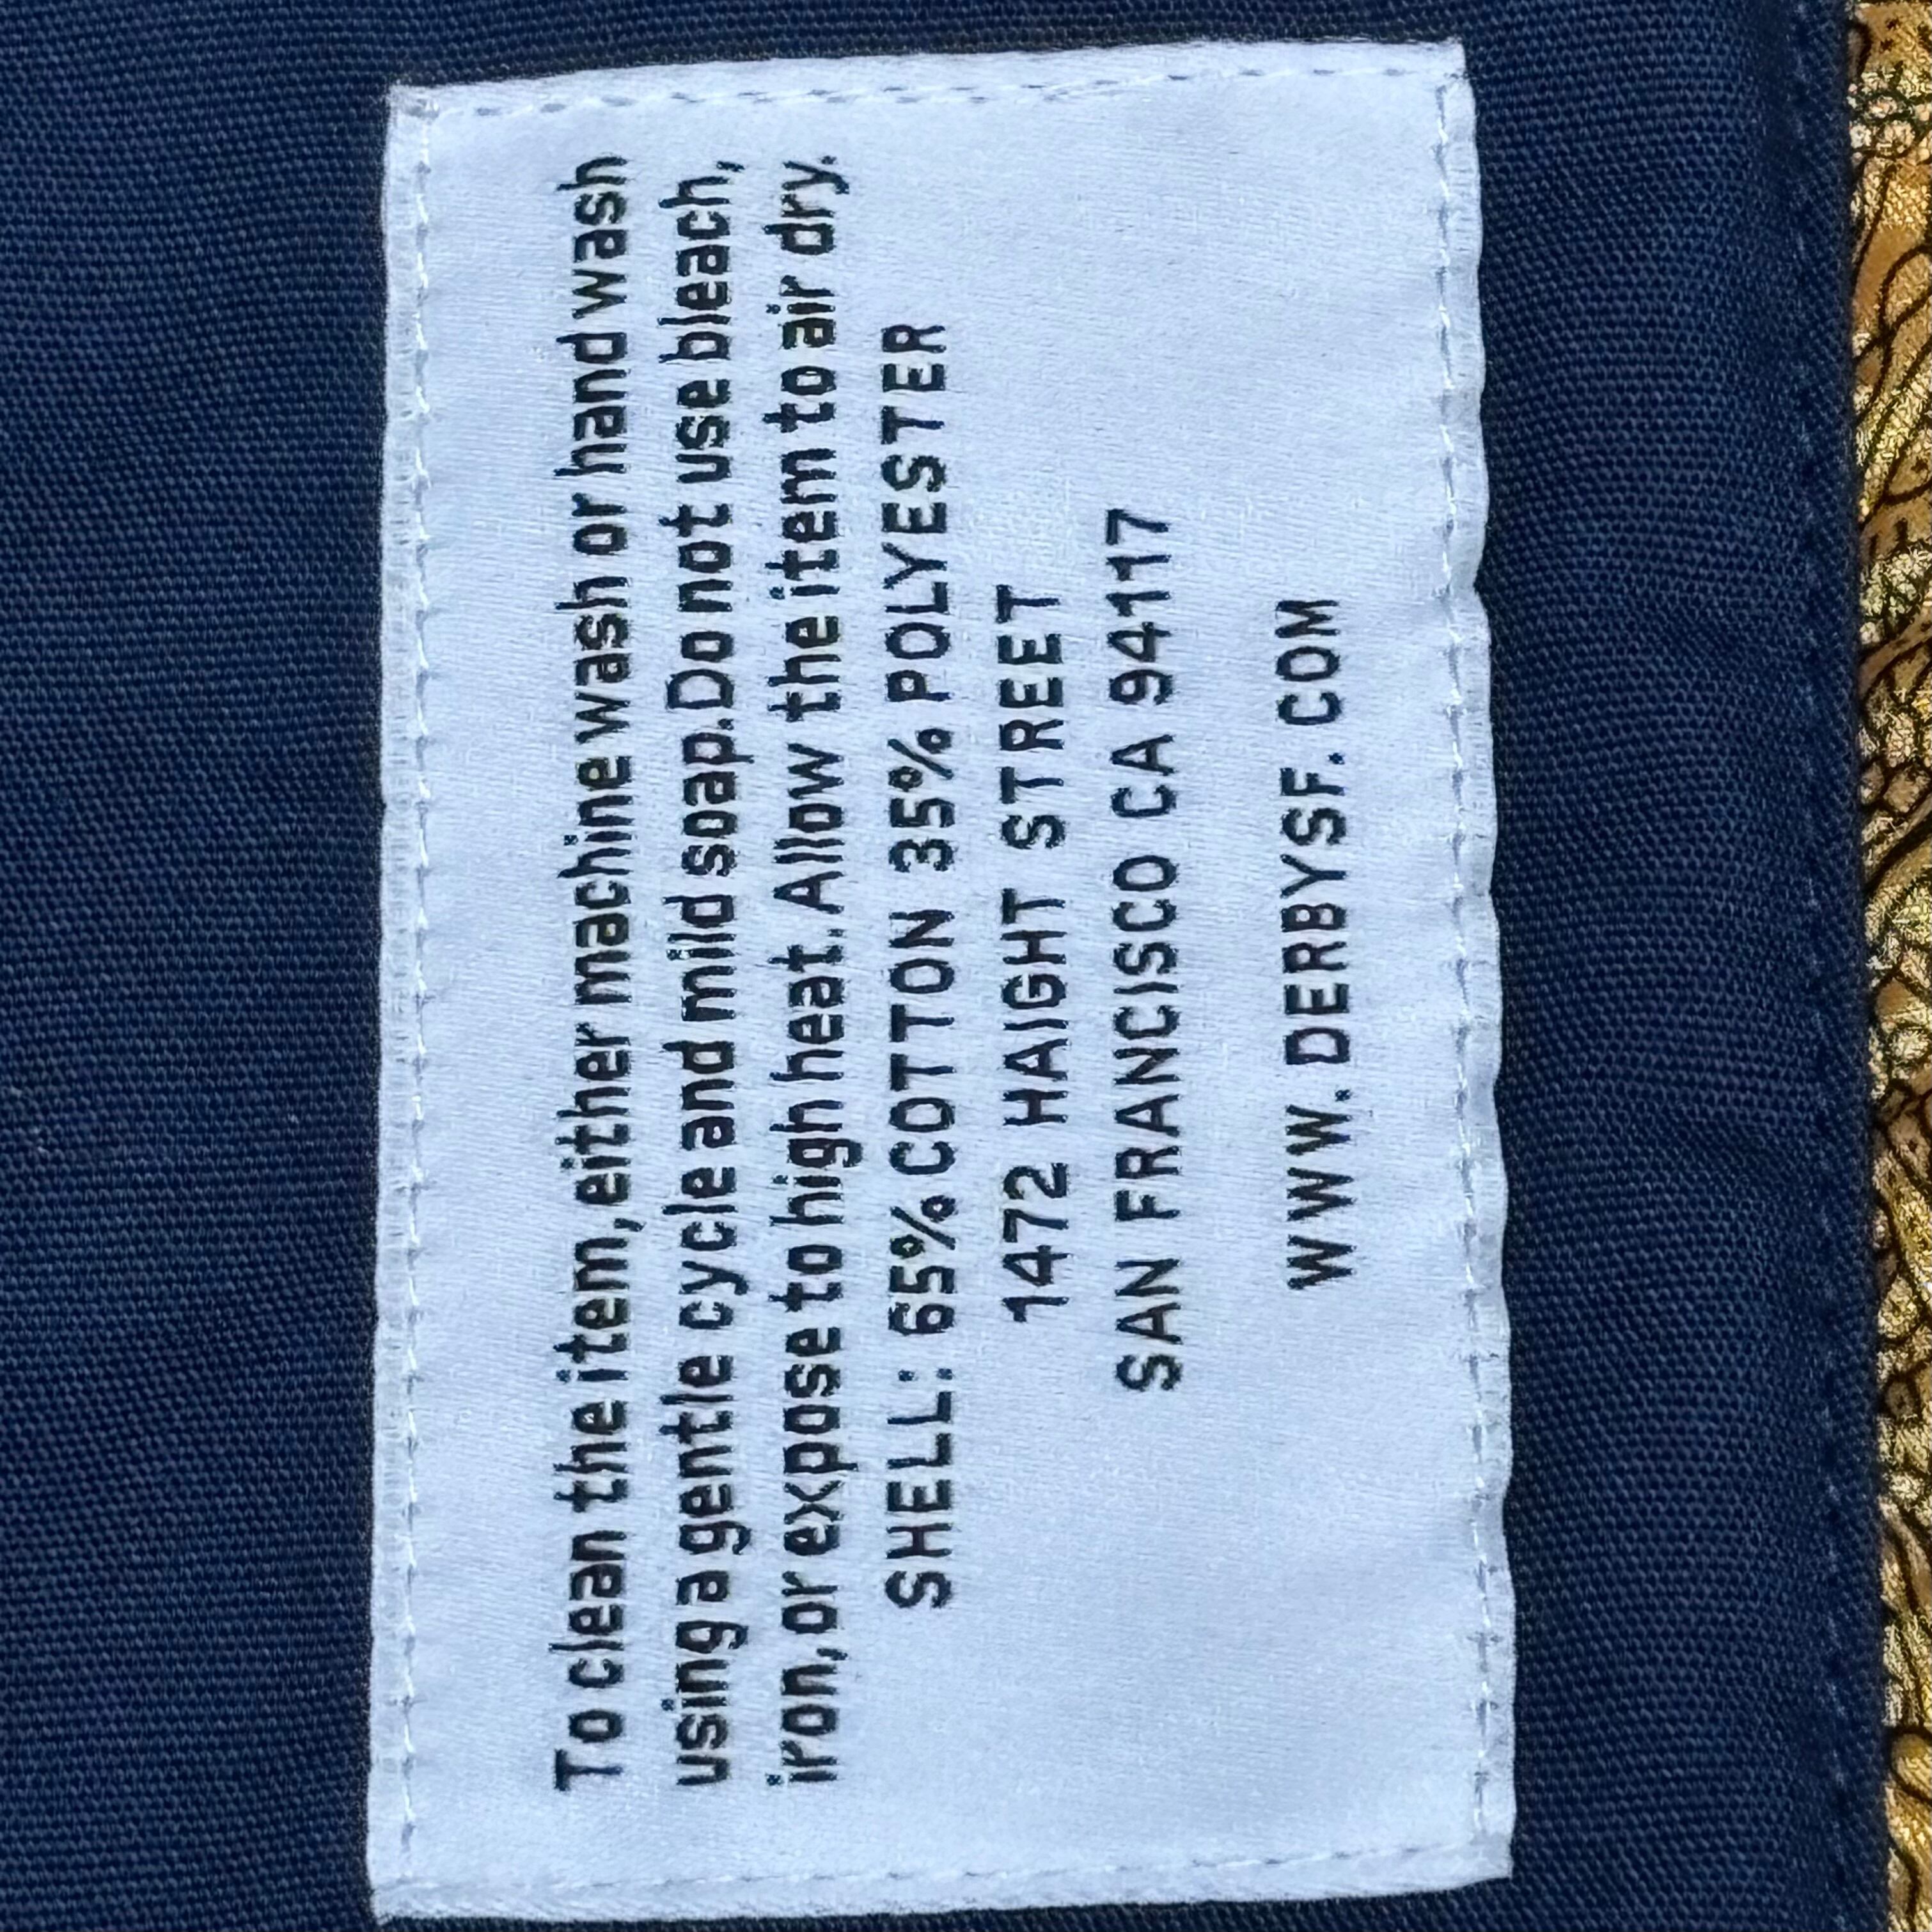 To clean the item, either machine wash or hand wash
using a gentle cycle and mild soap. Do not use bleach,
iron, or expose to high heat. Allow the item to air dry.
SHELL: 65% COTTON 35% POLYESTER
1472 HAIGHT STREET
SAN FRANCISCO CA 94117
WWW.DERBYSF.COM